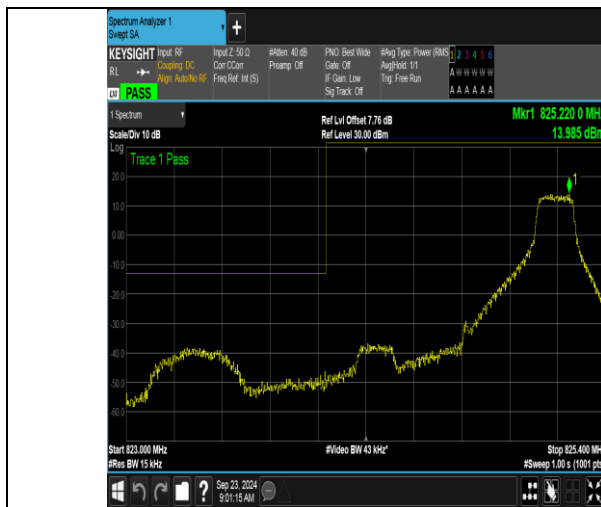 Spectrum Analyzer 1
Swept SA
+
KEYSIGHT Input: RF Input Z: 50 Ω #Atten: 40 dB PNO: Best Wide #Avg Type: Power (RMS 1 2 3 4 5 6
RL Coupling: DC Corr CCorr Preamp: Off Gate: Off Avg|Hold: 1/1 A W W W W W
Align: Auto/No RF Freq Ref: Int (S) IF Gain: Low Trig: Free Run
LXI PASS Sig Track: Off A A A A A A
1 Spectrum Ref Lvl Offset 7.76 dB Mkr1 825.220 0 MH
Scale/Div 10 dB Ref Level 30.00 dBm 13.985 dBm
Log
Trace 1 Pass
20.0
1
10.0
0.00
-10.0
-20.0
-30.0
-40.0
-50.0
-60.0
Start 823.000 MHz #Video BW 43 kHz* Stop 825.400 MH
#Res BW 15 kHz #Sweep 1.00 s (1001 pts
? Sep 23, 2024
9:01:15 AM